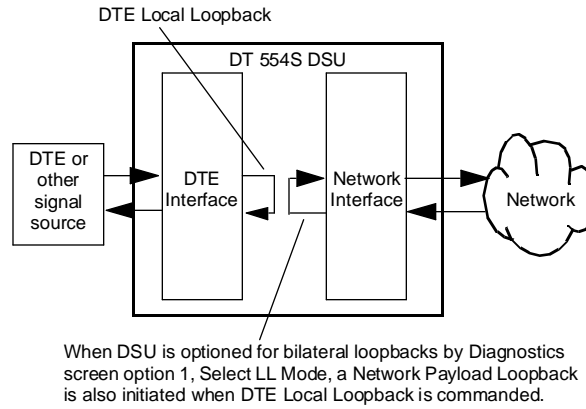 DTE Local Loopback
DT 554S DSU
DTE or
other
signal
source
DTE
Interface
Network
Interface
Network
When DSU is optioned for bilateral loopbacks by Diagnostics
screen option 1, Select LL Mode, a Network Payload Loopback
is also initiated when DTE Local Loopback is commanded.